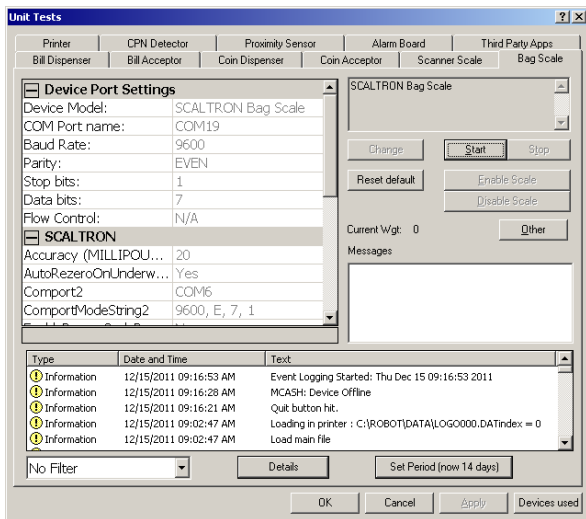 Unit Tests
Printer CPN Detector Proximity Sensor Alarm Board Third Party Apps
Bill Dispenser Bill Acceptor Coin Dispenser Coin Acceptor Scanner Scale Bag Scale
Device Port Settings
Device Model: SCALTRON Bag Scale
COM Port name: COM19
Baud Rate: 9600
Parity: EVEN
Stop bits: 1
Data bits: 7
Flow Control: N/A
SCALTRON
Accuracy (MILLIPOU... 20
AutoRezeroOnUnderw... Yes
Comport2 COM6
ComportModeString2 9600, E, 7, 1
SCALTRON Bag Scale
Change Start Stop
Reset default Enable Scale
Disable Scale
Current Wgt: 0 Other
Messages
Type Date and Time Text
Information 12/15/2011 09:16:53 AM Event Logging Started: Thu Dec 15 09:16:53 2011
Information 12/15/2011 09:16:28 AM MCASH: Device Offline
Information 12/15/2011 09:16:21 AM Quit button hit.
Information 12/15/2011 09:02:47 AM Loading in printer : C:\ROBOT\DATA\LOGO000.DATindex = 0
Information 12/15/2011 09:02:47 AM Load main file
No Filter Details Set Period (now 14 days)
OK Cancel Apply Devices used